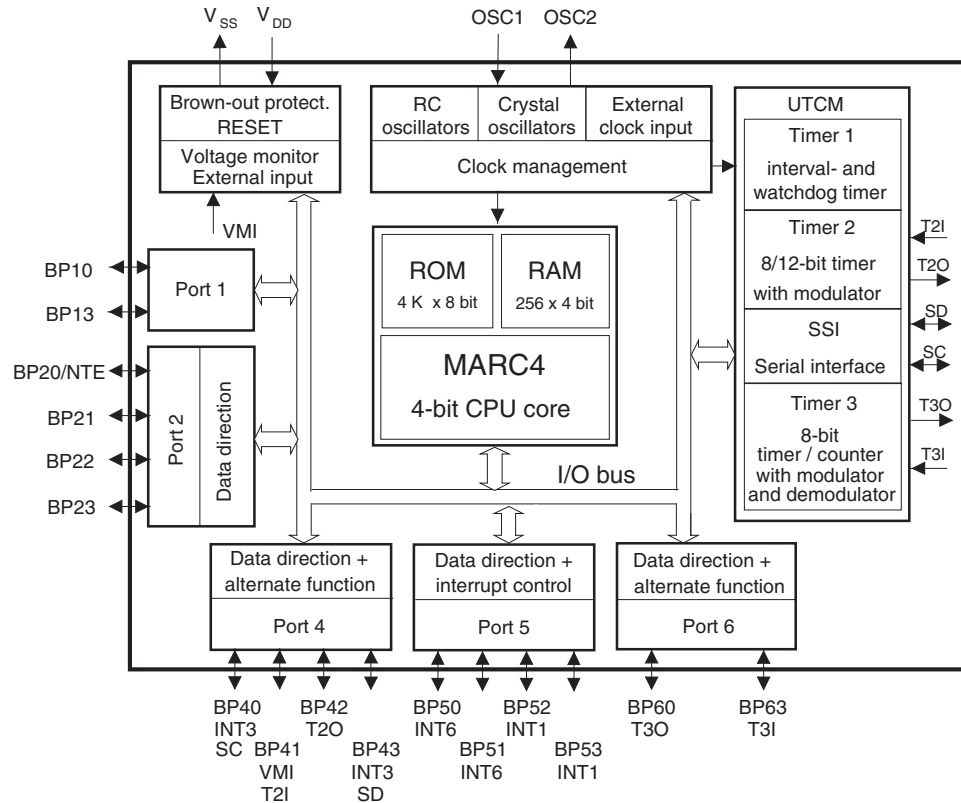 VSS
VDD
OSC1
OSC2
Brown-out protect.
RESET
Voltage monitor
External input
VMI
RC
oscillators
Crystal
oscillators
External
clock input
Clock management
UTCM
Timer 1
interval- and
watchdog timer
Timer 2
8/12-bit timer
with modulator
SSI
Serial interface
Timer 3
8-bit
timer / counter
with modulator
and demodulator
T2I
T2O
SD
SC
T3O
T3I
ROM
4 K x 8 bit
RAM
256 x 4 bit
MARC4
4-bit CPU core
I/O bus
BP10
BP13
Port 1
BP20/NTE
BP21
BP22
BP23
Port 2
Data direction
Data direction +
alternate function
Port 4
Data direction +
interrupt control
Port 5
Data direction +
alternate function
Port 6
BP40
INT3
SC
BP41
VMI
T2I
BP42
T2O
BP43
INT3
SD
BP50
INT6
BP51
INT6
BP52
INT1
BP53
INT1
BP60
T3O
BP63
T3I